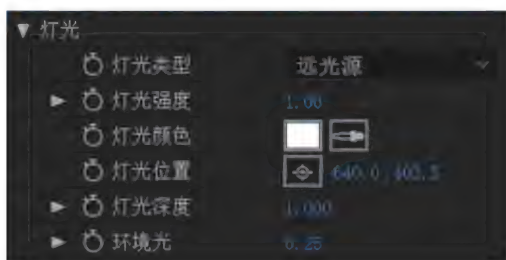 灯光
灯光类型 远光源
灯光强度 1.00
灯光颜色
灯光位置 640.0, 403.5
灯光深度 1.000
环境光 0.25